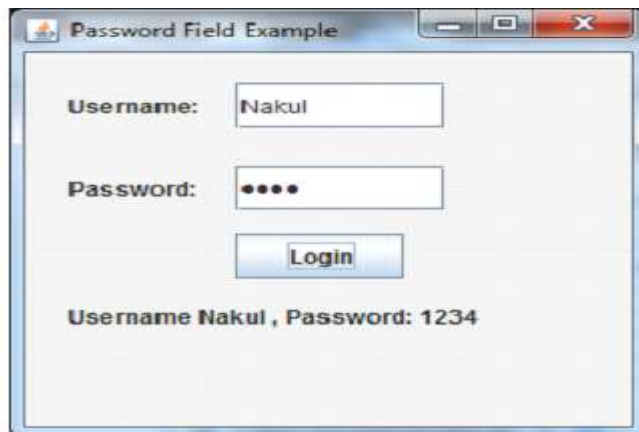 Password Field Example
Username: Nakul
Password: ●●●●
Login
Username Nakul , Password: 1234